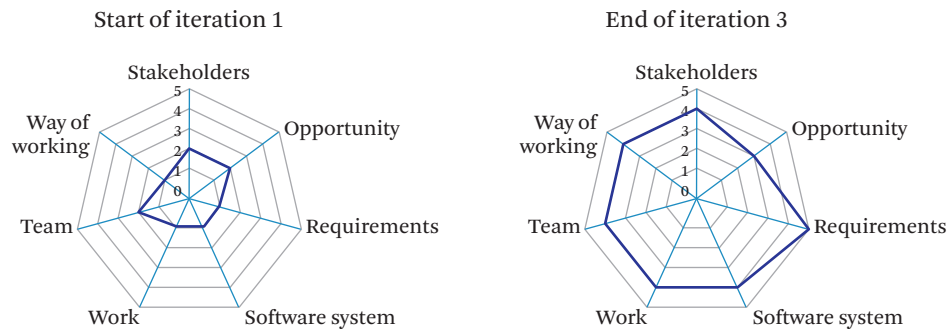 Start of iteration 1
Stakeholders
5
4
3
2
1
0
Way of
working
Opportunity
Team
Requirements
Work
Software system
End of iteration 3
Stakeholders
5
4
3
2
1
0
Way of
working
Opportunity
Team
Requirements
Work
Software system